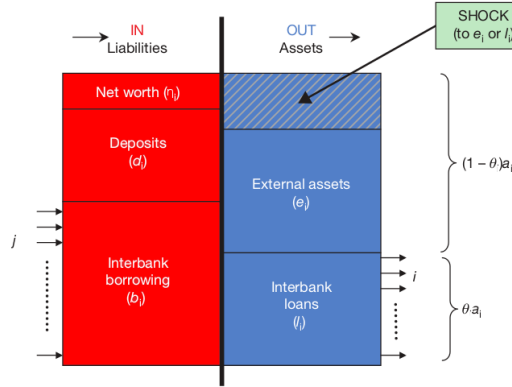 IN
Liabilities
OUT
Assets
SHOCK
(to eᵢ or lᵢ)
Net worth (ηᵢ)
Deposits
(dᵢ)
Interbank
borrowing
(bᵢ)
External assets
(eᵢ)
Interbank
loans
(lᵢ)
j
i
(1 − θ)aᵢ
θaᵢ